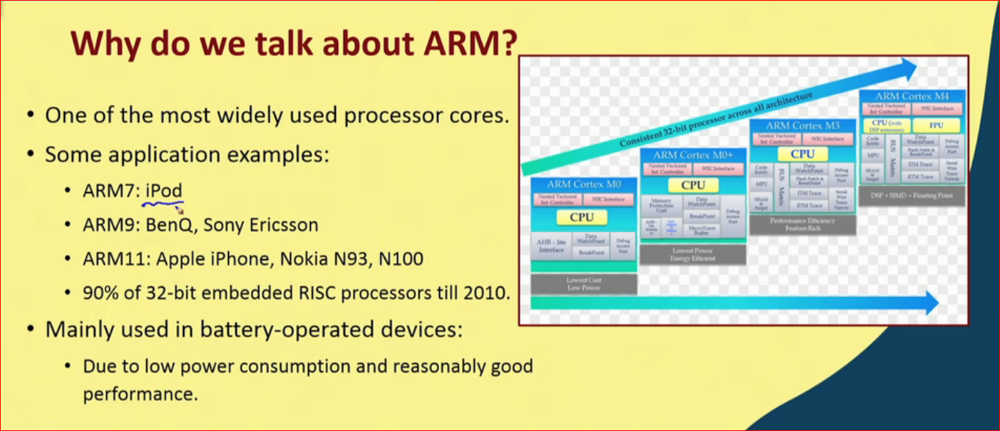 Why do we talk about ARM?
• One of the most widely used processor cores.
• Some application examples:
• ARM7: iPod
• ARM9: BenQ, Sony Ericsson
• ARM11: Apple iPhone, Nokia N93, N100
• 90% of 32-bit embedded RISC processors till 2010.
• Mainly used in battery-operated devices:
• Due to low power consumption and reasonably good
performance.
Consistent 32-bit processor across all architecture
ARM Cortex M0
Nested Vectored
Int Controller
WIC Interface
CPU
AHB – lite
Interface
Data
WatchPoint
BreakPoint
Debug
Access
Port
Lowest Cost
Low Power
ARM Cortex M0+
Nested Vectored
Int Controller
WIC Interface
CPU
Memory
Protection
Unit
Data
WatchPoint
BreakPoint
MicroTrace
Buffer
Debug
Access
Port
Lowest Power
Energy Efficient
ARM Cortex M3
Nested Vectored
Int Controller
WIC Interface
CPU
Code
MPU
SRAM
&
BUS Matrix
Data
WatchPoint
Flash Patch &
BreakPoint
ITM Trace
ETM Trace
Debug
Access
Port
Serial
Wire
Trace
Viewer
Performance Efficiency
Feature Rich
ARM Cortex M4
Nested Vectored
Int Controller
WIC Interface
CPU (with
DSP extension)
FPU
Code
MPU
SRAM
&
BUS Matrix
Data
WatchPoint
Flash Patch &
BreakPoint
ITM Trace
ETM Trace
Debug
Access
Port
Serial
Wire
Trace
Viewer
DSP + SIMD + Floating Point